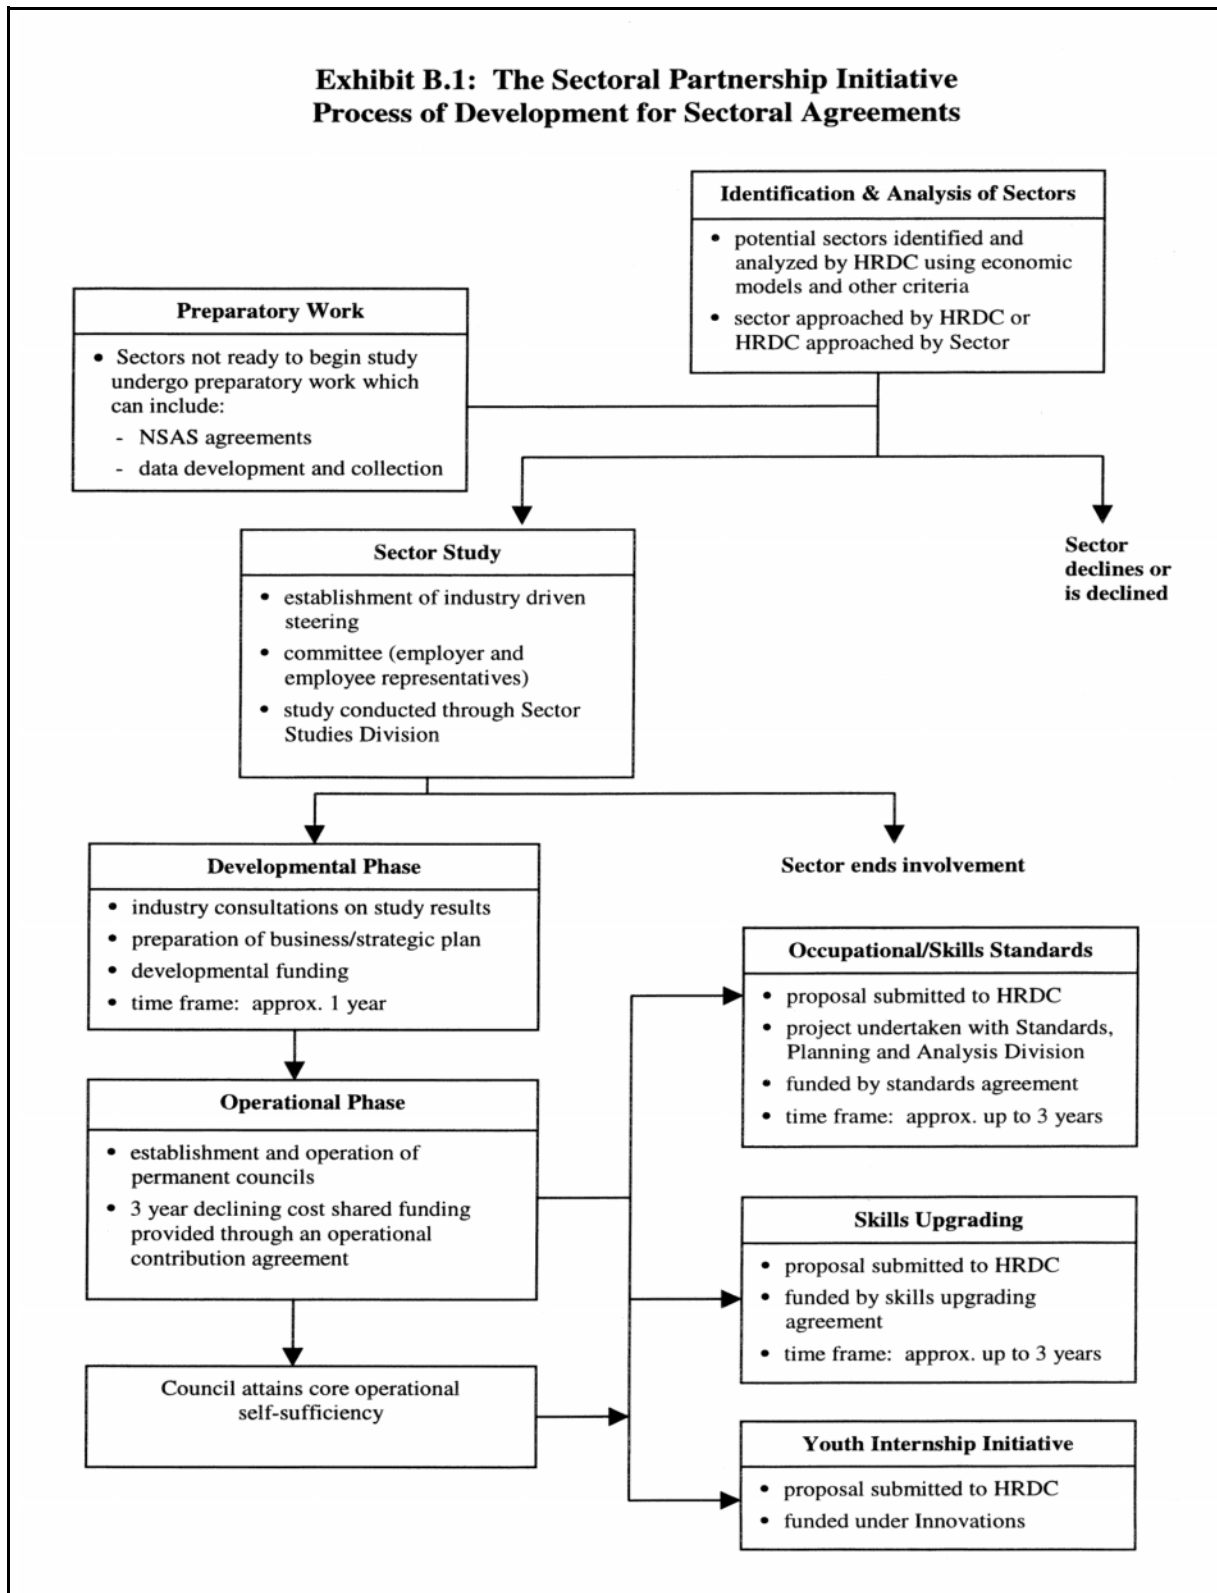 Exhibit B.1: The Sectoral Partnership Initiative
Process of Development for Sectoral Agreements
Identification & Analysis of Sectors
• potential sectors identified and
analyzed by HRDC using economic
models and other criteria
• sector approached by HRDC or
HRDC approached by Sector
Preparatory Work
• Sectors not ready to begin study
undergo preparatory work which
can include:
- NSAS agreements
- data development and collection
Sector Study
• establishment of industry driven
steering
• committee (employer and
employee representatives)
• study conducted through Sector
Studies Division
Sector
declines or
is declined
Developmental Phase
• industry consultations on study results
• preparation of business/strategic plan
• developmental funding
• time frame: approx. 1 year
Sector ends involvement
Operational Phase
• establishment and operation of
permanent councils
• 3 year declining cost shared funding
provided through an operational
contribution agreement
Council attains core operational
self-sufficiency
Occupational/Skills Standards
• proposal submitted to HRDC
• project undertaken with Standards,
Planning and Analysis Division
• funded by standards agreement
• time frame: approx. up to 3 years
Skills Upgrading
• proposal submitted to HRDC
• funded by skills upgrading
agreement
• time frame: approx. up to 3 years
Youth Internship Initiative
• proposal submitted to HRDC
• funded under Innovations